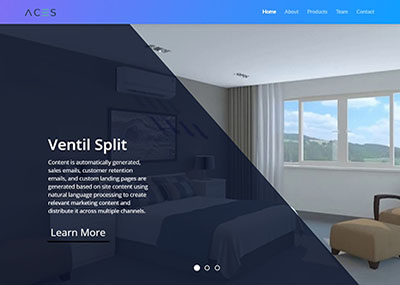 ACES
Home About Products Team Contact
Ventil Split
Content is automatically generated,
sales emails, customer retention
emails, and custom landing pages are
generated based on site content using
natural language processing to create
relevant marketing content and
distribute it across multiple channels.
Learn More